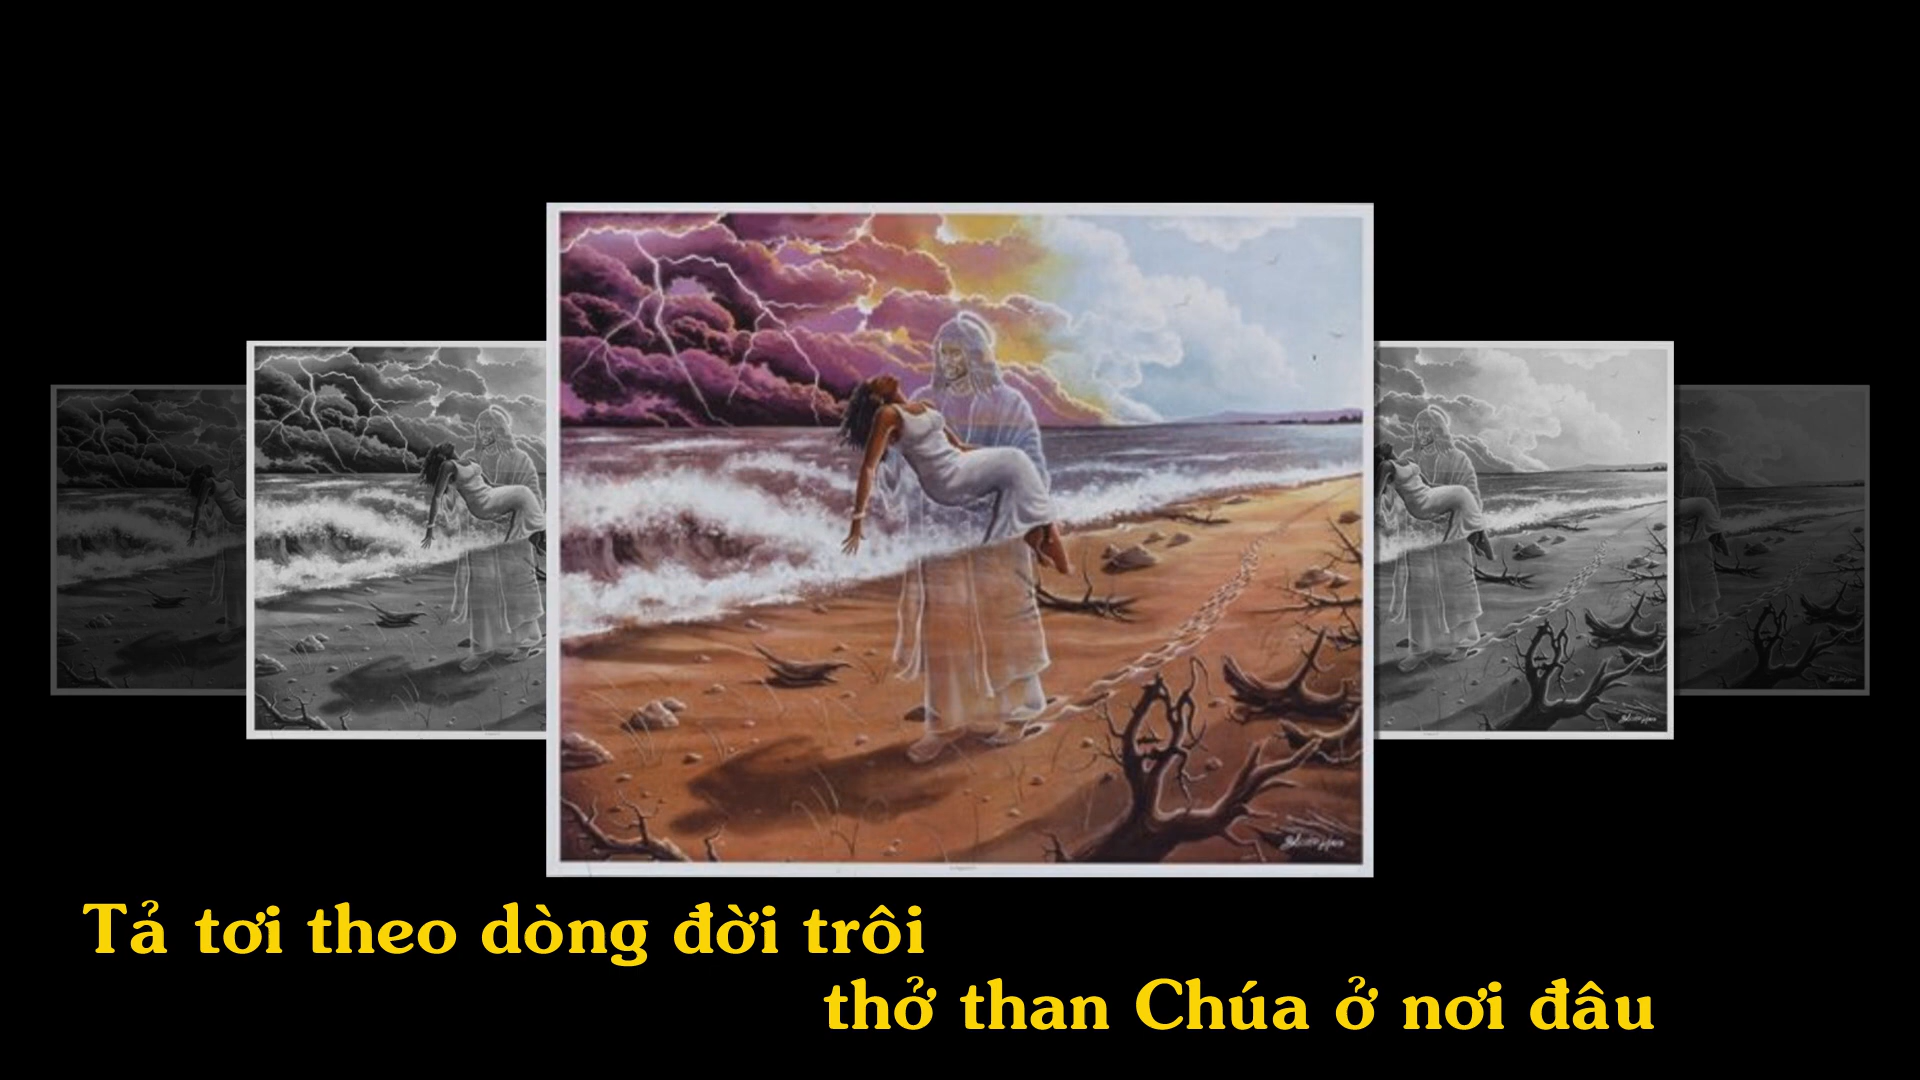 Tả tơi theo dòng đời trôi
thở than Chúa ở nơi đâu